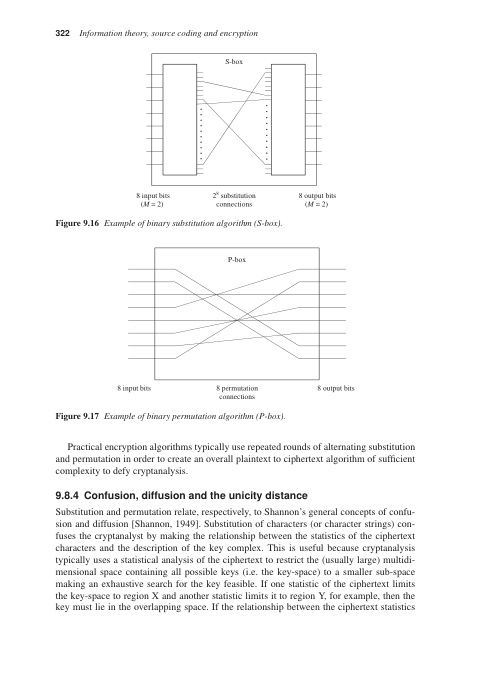 322 Information theory, source coding and encryption
S-box
8 input bits
(M = 2)
2⁸ substitution
connections
8 output bits
(M = 2)
Figure 9.16 Example of binary substitution algorithm (S-box).
P-box
8 input bits
8 permutation
connections
8 output bits
Figure 9.17 Example of binary permutation algorithm (P-box).
Practical encryption algorithms typically use repeated rounds of alternating substitution
and permutation in order to create an overall plaintext to ciphertext algorithm of sufficient
complexity to defy cryptanalysis.
9.8.4 Confusion, diffusion and the unicity distance
Substitution and permutation relate, respectively, to Shannon's general concepts of confu-
sion and diffusion [Shannon, 1949]. Substitution of characters (or character strings) con-
fuses the cryptanalyst by making the relationship between the statistics of the ciphertext
characters and the description of the key complex. This is useful because cryptanalysis
typically uses a statistical analysis of the ciphertext to restrict the (usually large) multidi-
mensional space containing all possible keys (i.e. the key-space) to a smaller sub-space
making an exhaustive search for the key feasible. If one statistic of the ciphertext limits
the key-space to region X and another statistic limits it to region Y, for example, then the
key must lie in the overlapping space. If the relationship between the ciphertext statistics